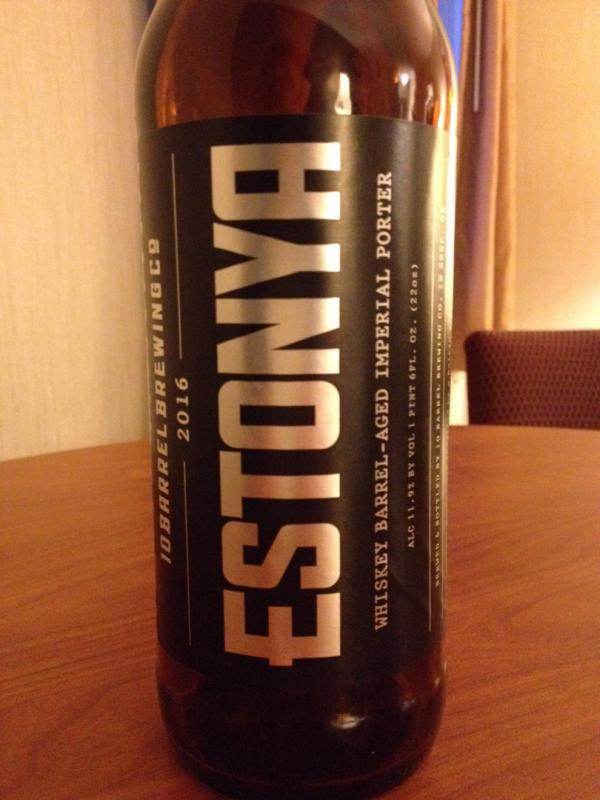 10 BARREL BREWING CO
2016
ESTONYA
WHISKEY BARREL-AGED IMPERIAL PORTER
ALC 11.9% BY VOL 1 PINT 6FL. OZ. (22oz)
BREWED & BOTTLED BY 10 BARREL BREWING CO.